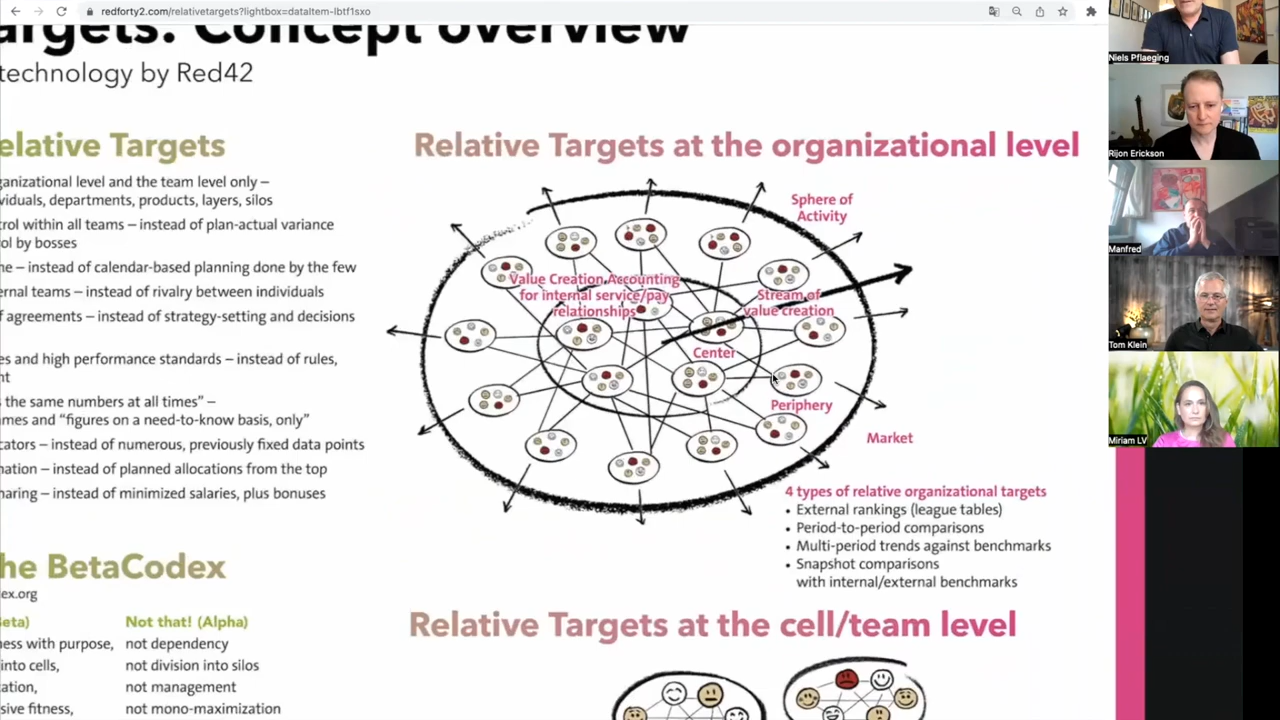 redforty2.com/relativetargets?lightbox=dataItem-lbtf1sxo
argets: Concept overview
technology by Red42
elative Targets
ganizational level and the team level only –
viduals, departments, products, layers, silos
trol within all teams – instead of plan-actual variance
ol by bosses
me – instead of calendar-based planning done by the few
ernal teams – instead of rivalry between individuals
f agreements – instead of strategy-setting and decisions
es and high performance standards – instead of rules,
nt
s the same numbers at all times” –
ames and “figures on a need-to-know basis, only”
cators – instead of numerous, previously fixed data points
nation – instead of planned allocations from the top
haring – instead of minimized salaries, plus bonuses
he BetaCodex
ex.org
Beta)
Not that! (Alpha)
ness with purpose,
not dependency
into cells,
not division into silos
ation,
not management
sive fitness,
not mono-maximization
Relative Targets at the organizational level
Sphere of
Activity
Value Creation Accounting
for internal service/pay
relationships
Stream of
value creation
Center
Periphery
Market
4 types of relative organizational targets
• External rankings (league tables)
• Period-to-period comparisons
• Multi-period trends against benchmarks
• Snapshot comparisons
with internal/external benchmarks
Relative Targets at the cell/team level
Niels Pflaeging
Rijon Erickson
Manfred
Tom Klein
Miriam LV